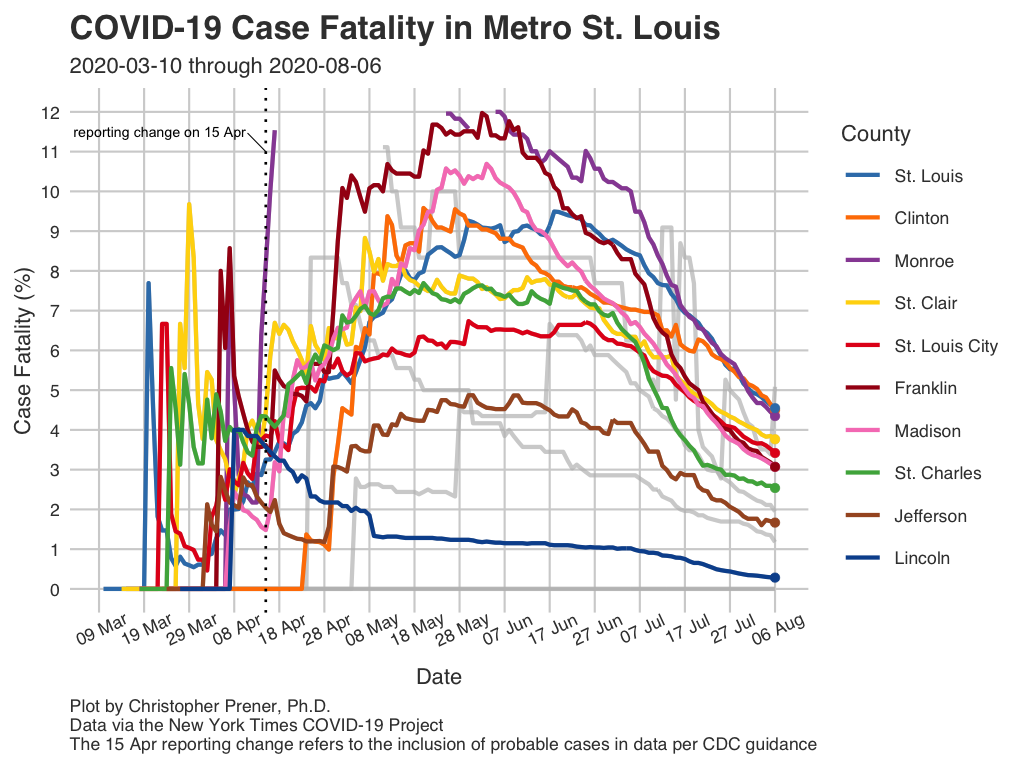 COVID-19 Case Fatality in Metro St. Louis
2020-03-10 through 2020-08-06
Case Fatality (%)
12
11
10
9
8
7
6
5
4
3
2
1
0
reporting change on 15 Apr
09 Mar
19 Mar
29 Mar
08 Apr
18 Apr
28 Apr
08 May
18 May
28 May
07 Jun
17 Jun
27 Jun
07 Jul
17 Jul
27 Jul
06 Aug
Date
County
St. Louis
Clinton
Monroe
St. Clair
St. Louis City
Franklin
Madison
St. Charles
Jefferson
Lincoln
Plot by Christopher Prener, Ph.D.
Data via the New York Times COVID-19 Project
The 15 Apr reporting change refers to the inclusion of probable cases in data per CDC guidance